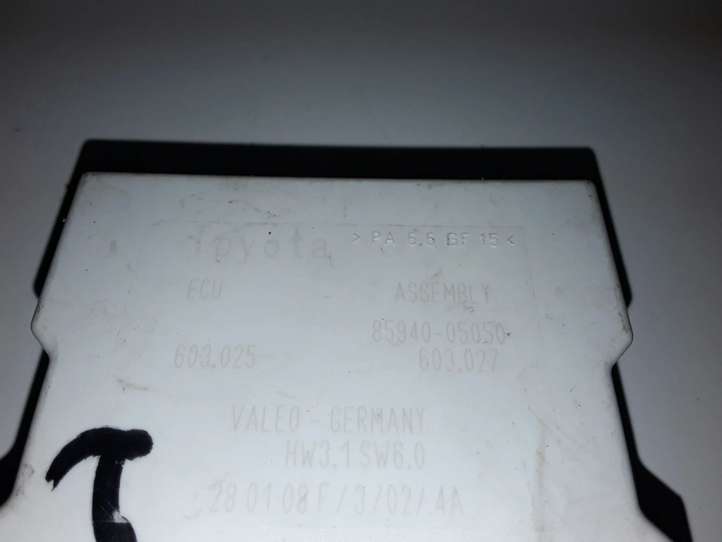 Toyota >PA 6.6 GF 15<
ECU ASSEMBLY
85940-05050
603.025 603.027
VALEO - GERMANY
HW3.1 SW6.0
28 01 08 F/3/02/4A
T